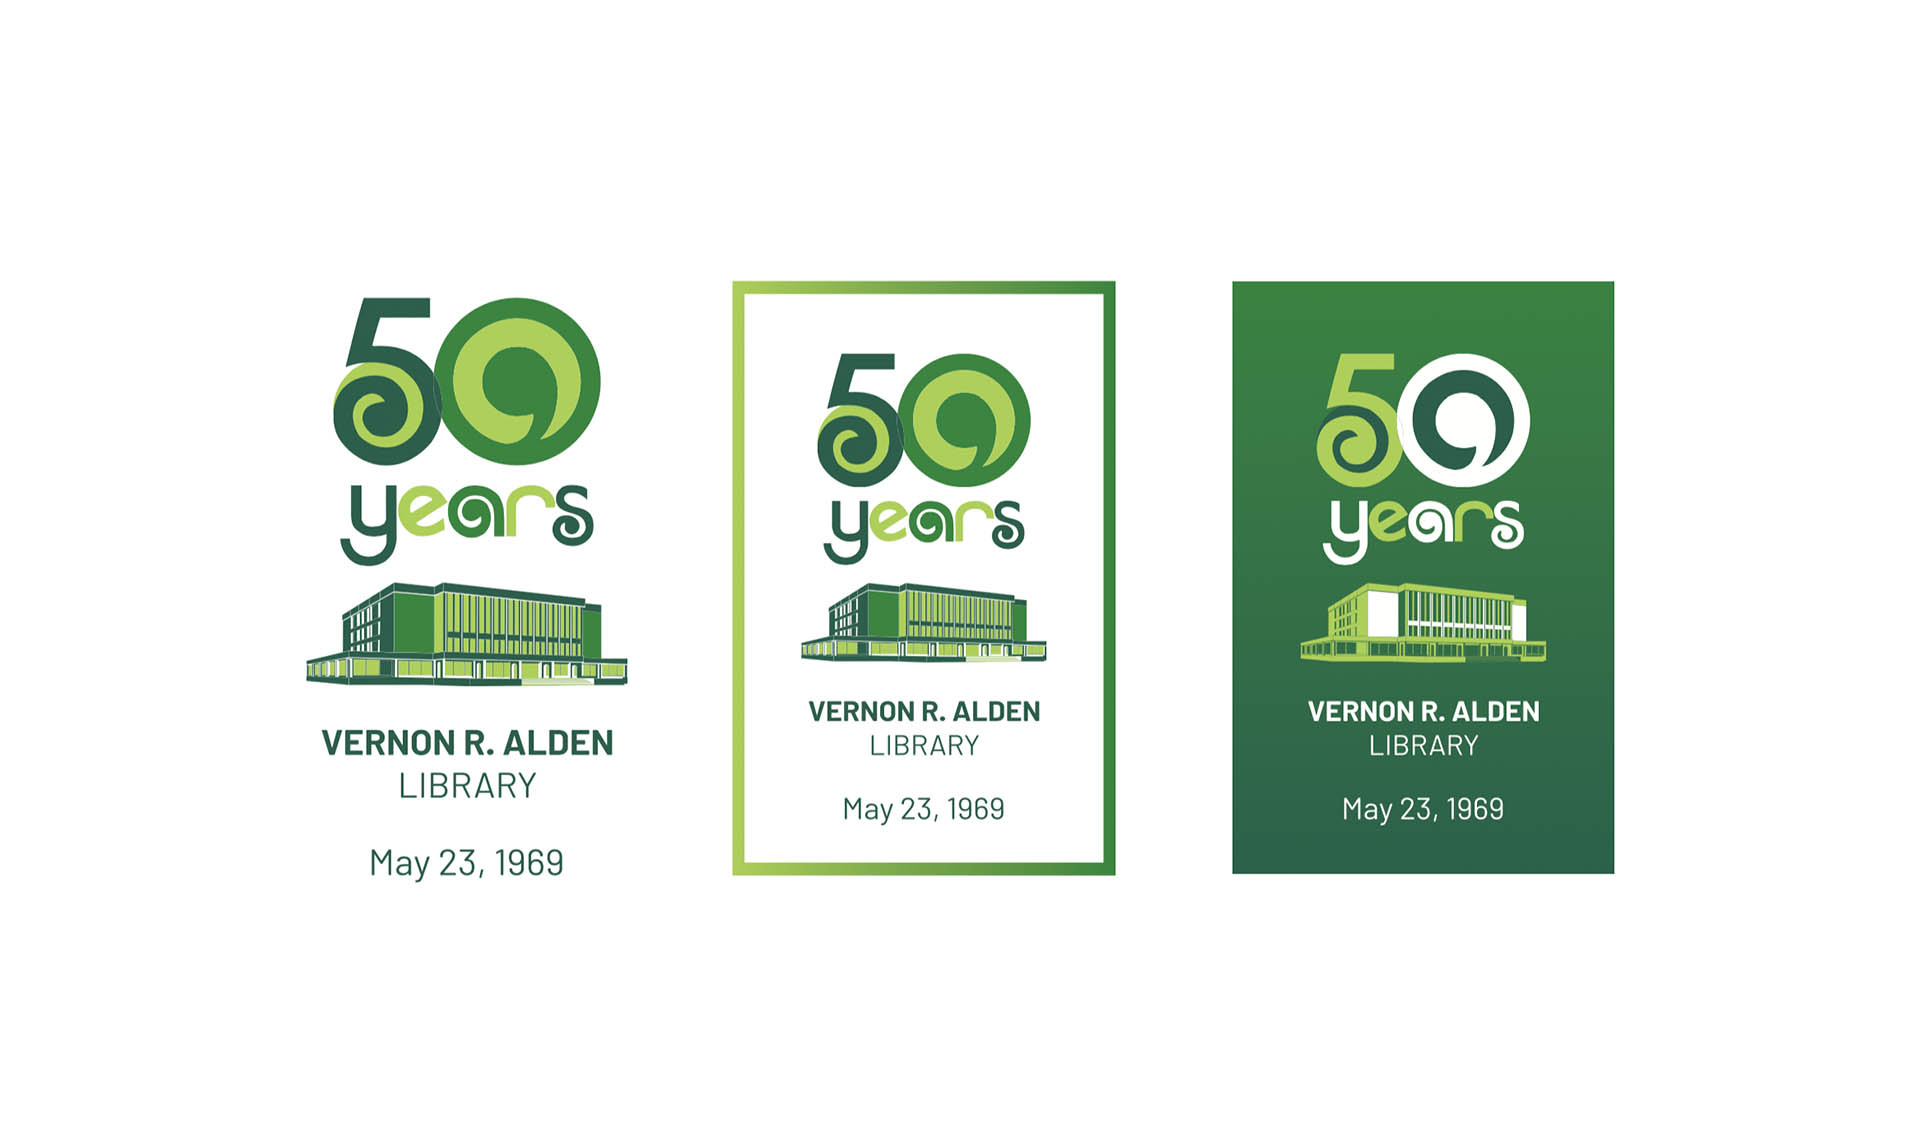 50
years
VERNON R. ALDEN
LIBRARY
May 23, 1969
50
years
VERNON R. ALDEN
LIBRARY
May 23, 1969
50
years
VERNON R. ALDEN
LIBRARY
May 23, 1969